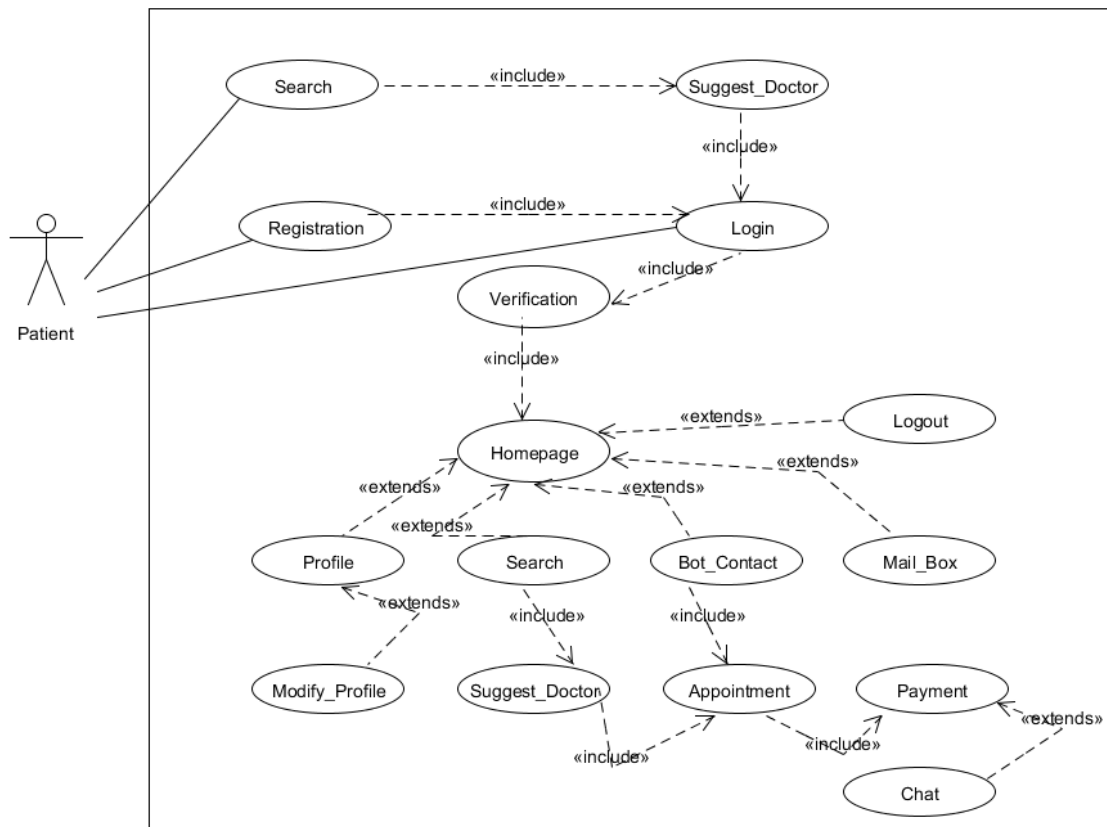 Search
«include»
Suggest_Doctor
«include»
Registration
«include»
Login
Patient
«include»
Verification
«include»
Homepage
«extends»
Logout
«extends»
«extends»
«extends»
«extends»
Profile
Search
Bot_Contact
Mail_Box
«extends»
«include»
«include»
Modify_Profile
Suggest_Doctor
Appointment
Payment
«extends»
«include»
«include»
Chat